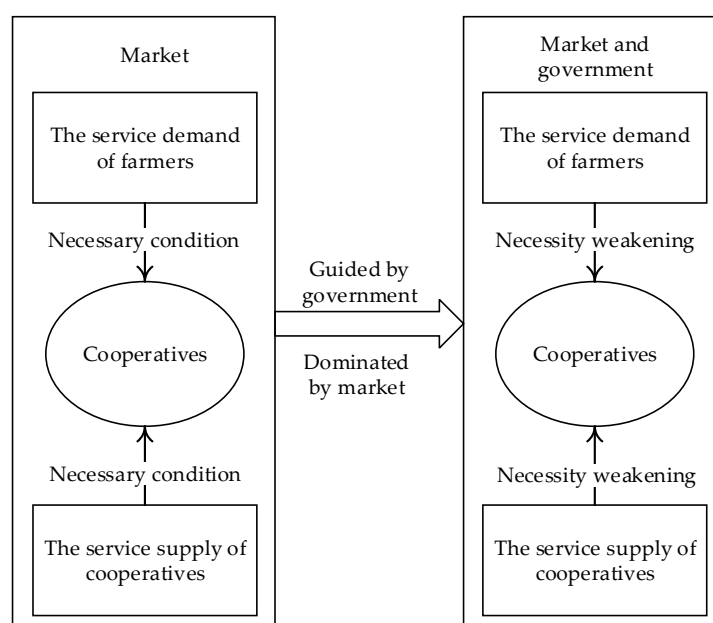 Market
The service demand
of farmers
Necessary condition
Cooperatives
Necessary condition
The service supply of
cooperatives
Guided by
government
Dominated
by market
Market and
government
The service demand
of farmers
Necessity weakening
Cooperatives
Necessity weakening
The service supply of
cooperatives